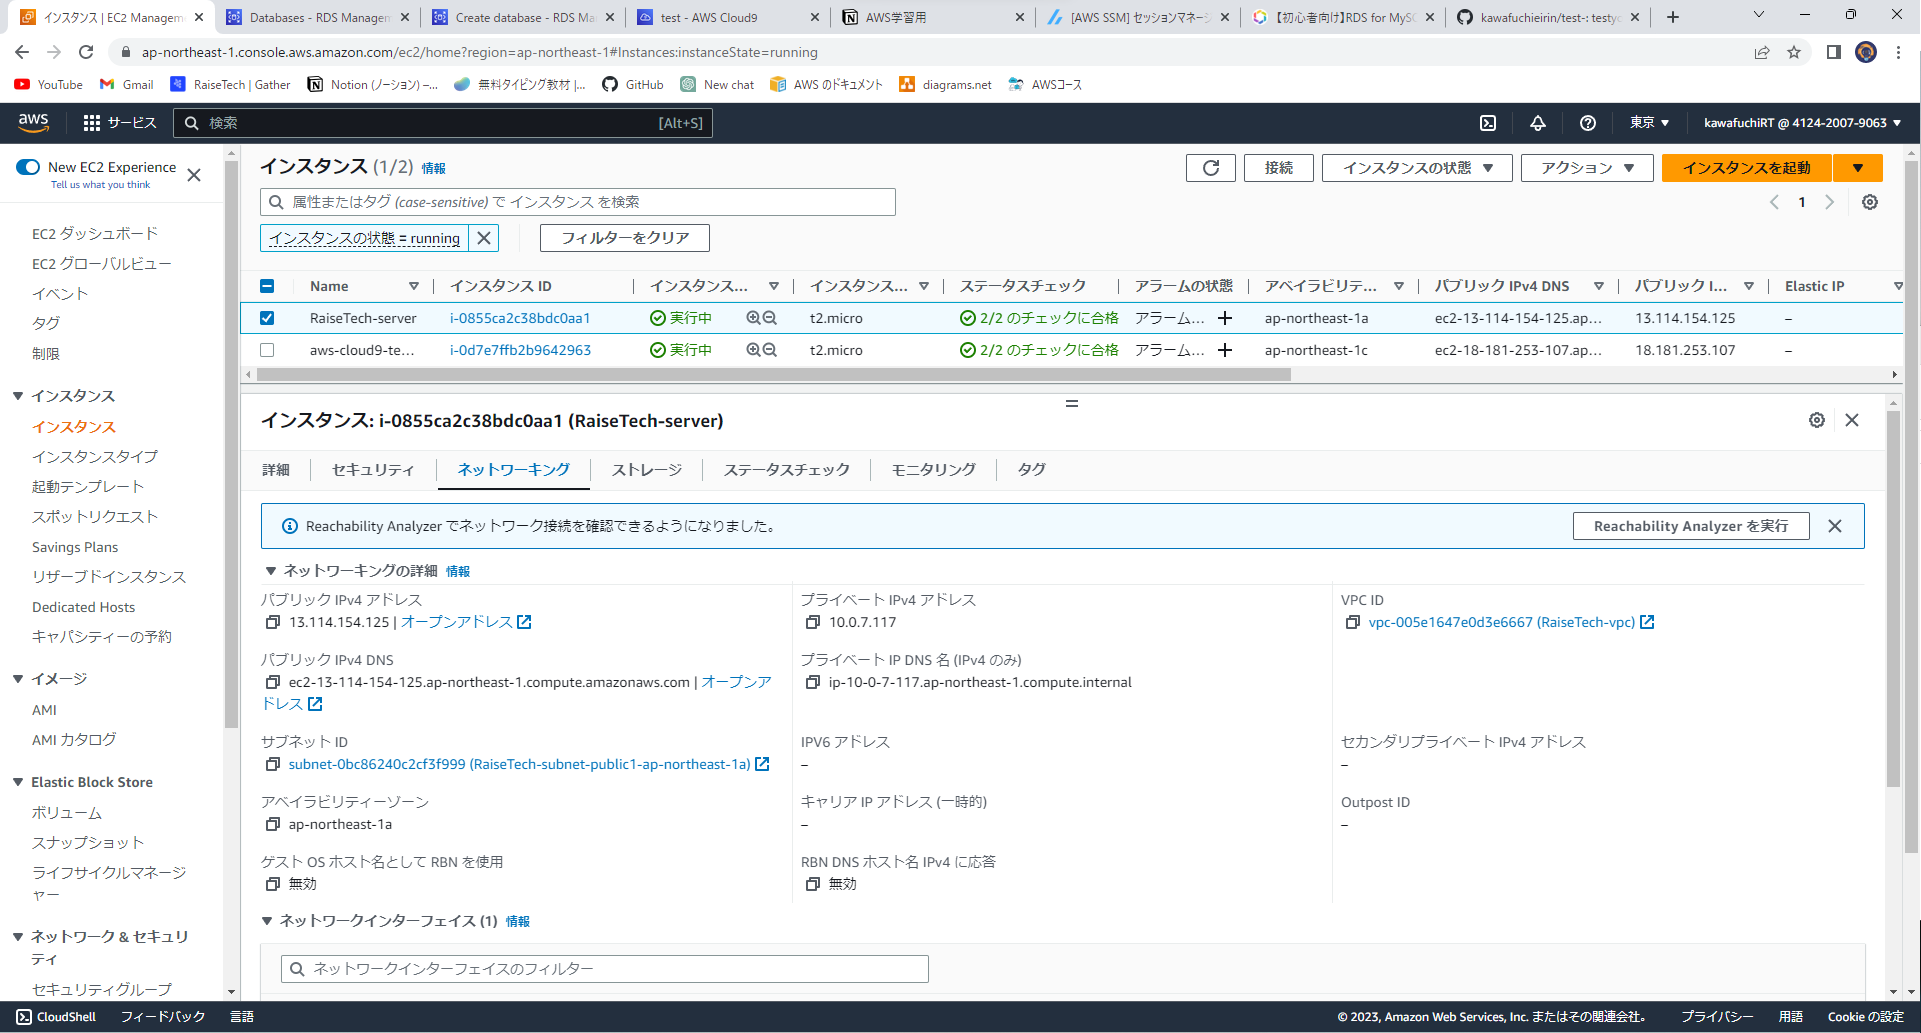 インスタンス | EC2 Managem
Databases - RDS Managem
Create database - RDS Ma
test - AWS Cloud9
AWS学習用
[AWS SSM] セッションマネー
【初心者向け】RDS for MySC
kawafuchieirin/test-: testyc
ap-northeast-1.console.aws.amazon.com/ec2/home?region=ap-northeast-1#Instances:instanceState=running
YouTube
Gmail
RaiseTech | Gather
Notion (ノーション) –...
無料タイピング教材 |...
GitHub
New chat
AWS のドキュメント
diagrams.net
AWSコース
aws
サービス
検索
[Alt+S]
東京
kawafuchiRT @ 4124-2007-9063
New EC2 Experience
Tell us what you think
EC2 ダッシュボード
EC2 グローバルビュー
イベント
タグ
制限
インスタンス
インスタンス
インスタンスタイプ
起動テンプレート
スポットリクエスト
Savings Plans
リザーブドインスタンス
Dedicated Hosts
キャパシティーの予約
イメージ
AMI
AMI カタログ
Elastic Block Store
ボリューム
スナップショット
ライフサイクルマネージ
ャー
ネットワーク & セキュリ
ティ
セキュリティグループ
インスタンス (1/2) 情報
接続
インスタンスの状態
アクション
インスタンスを起動
属性またはタグ (case-sensitive) で インスタンス を検索
1
インスタンスの状態 = running
フィルターをクリア
Name インスタンス ID インスタンス... インスタンス... ステータスチェック アラームの状態 アベイラビリテ... パブリック IPv4 DNS パブリック I... Elastic IP
RaiseTech-server i-0855ca2c38bdc0aa1 実行中 t2.micro 2/2 のチェックに合格 アラーム... ap-northeast-1a ec2-13-114-154-125.ap... 13.114.154.125 –
aws-cloud9-te... i-0d7e7ffb2b9642963 実行中 t2.micro 2/2 のチェックに合格 アラーム... ap-northeast-1c ec2-18-181-253-107.ap... 18.181.253.107 –
インスタンス: i-0855ca2c38bdc0aa1 (RaiseTech-server)
詳細
セキュリティ
ネットワーキング
ストレージ
ステータスチェック
モニタリング
タグ
Reachability Analyzer でネットワーク接続を確認できるようになりました。
Reachability Analyzer を実行
ネットワーキングの詳細 情報
パブリック IPv4 アドレス
13.114.154.125 | オープンアドレス
プライベート IPv4 アドレス
10.0.7.117
VPC ID
vpc-005e1647e0d3e6667 (RaiseTech-vpc)
パブリック IPv4 DNS
ec2-13-114-154-125.ap-northeast-1.compute.amazonaws.com | オープンア
ドレス
プライベート IP DNS 名 (IPv4 のみ)
ip-10-0-7-117.ap-northeast-1.compute.internal
サブネット ID
subnet-0bc86240c2cf3f999 (RaiseTech-subnet-public1-ap-northeast-1a)
IPV6 アドレス
–
セカンダリプライベート IPv4 アドレス
–
アベイラビリティーゾーン
ap-northeast-1a
キャリア IP アドレス (一時的)
–
Outpost ID
–
ゲスト OS ホスト名として RBN を使用
無効
RBN DNS ホスト名 IPv4 に応答
無効
ネットワークインターフェイス (1) 情報
ネットワークインターフェイスのフィルター
CloudShell
フィードバック
言語
© 2023, Amazon Web Services, Inc. またはその関連会社。
プライバシー
用語
Cookie の設定